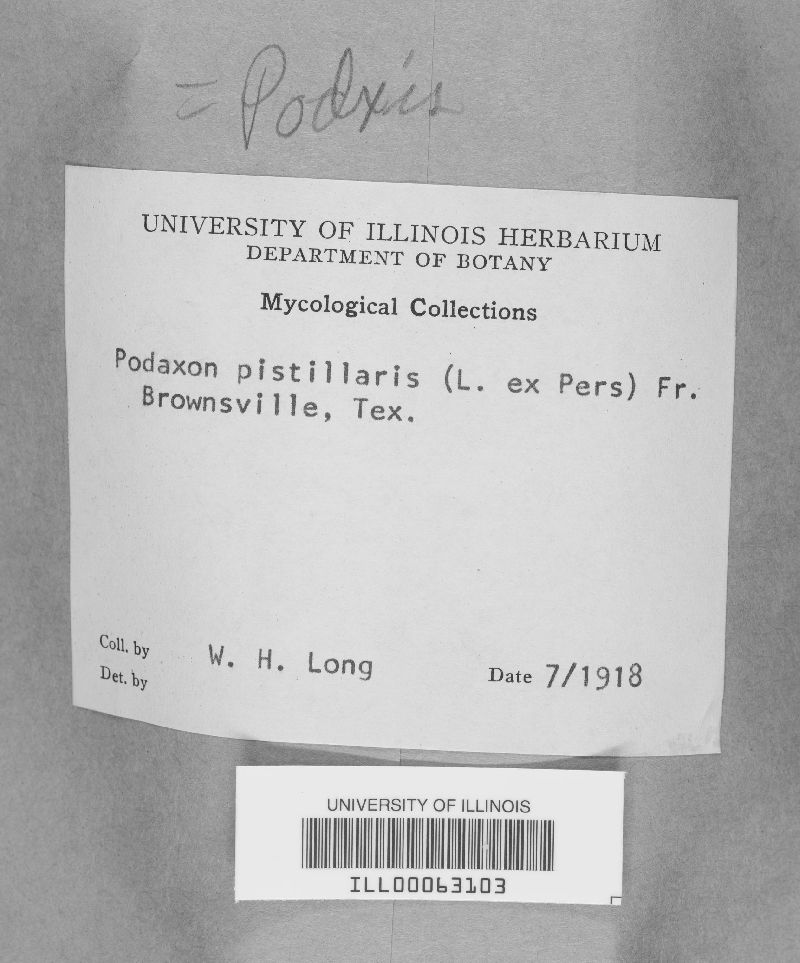 = Podxis
UNIVERSITY OF ILLINOIS HERBARIUM
DEPARTMENT OF BOTANY
Mycological Collections
Podaxon pistillaris (L. ex Pers) Fr.
Brownsville, Tex.
Coll. by W. H. Long
Det. by
Date 7/1918
UNIVERSITY OF ILLINOIS
ILL00063103